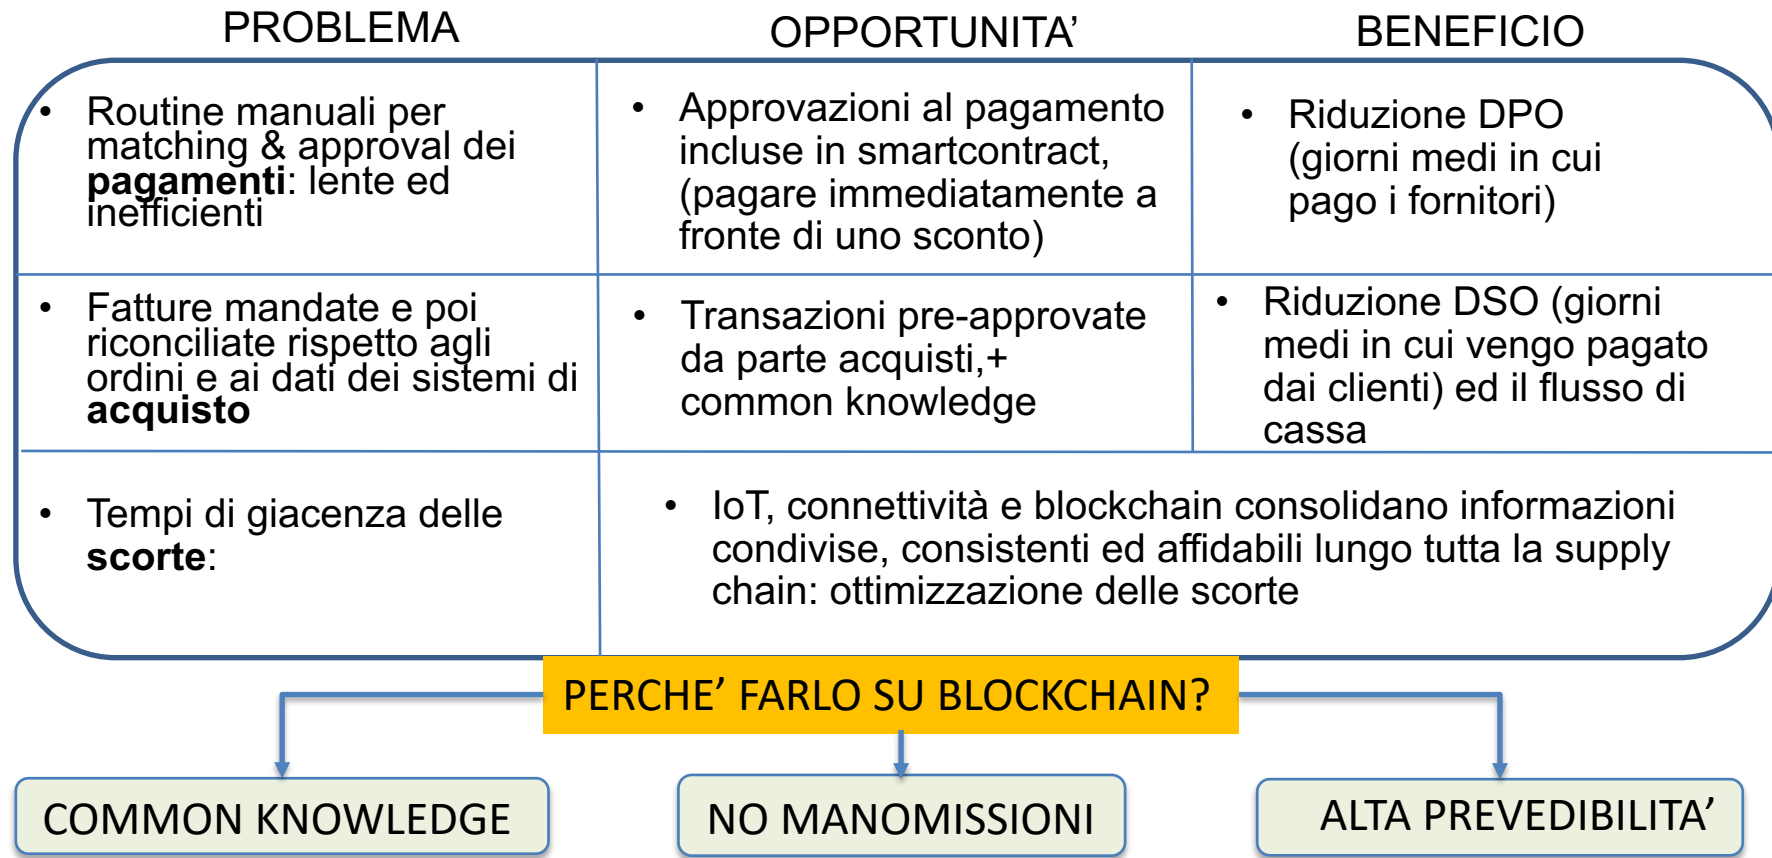 PROBLEMA
OPPORTUNITA’
BENEFICIO
• Routine manuali per
matching & approval dei
pagamenti: lente ed
inefficienti
• Approvazioni al pagamento
incluse in smartcontract,
(pagare immediatamente a
fronte di uno sconto)
• Riduzione DPO
(giorni medi in cui
pago i fornitori)
• Fatture mandate e poi
riconciliate rispetto agli
ordini e ai dati dei sistemi di
acquisto
• Transazioni pre-approvate
da parte acquisti,+
common knowledge
• Riduzione DSO (giorni
medi in cui vengo pagato
dai clienti) ed il flusso di
cassa
• Tempi di giacenza delle
scorte:
• IoT, connettività e blockchain consolidano informazioni
condivise, consistenti ed affidabili lungo tutta la supply
chain: ottimizzazione delle scorte
PERCHE’ FARLO SU BLOCKCHAIN?
COMMON KNOWLEDGE
NO MANOMISSIONI
ALTA PREVEDIBILITA’